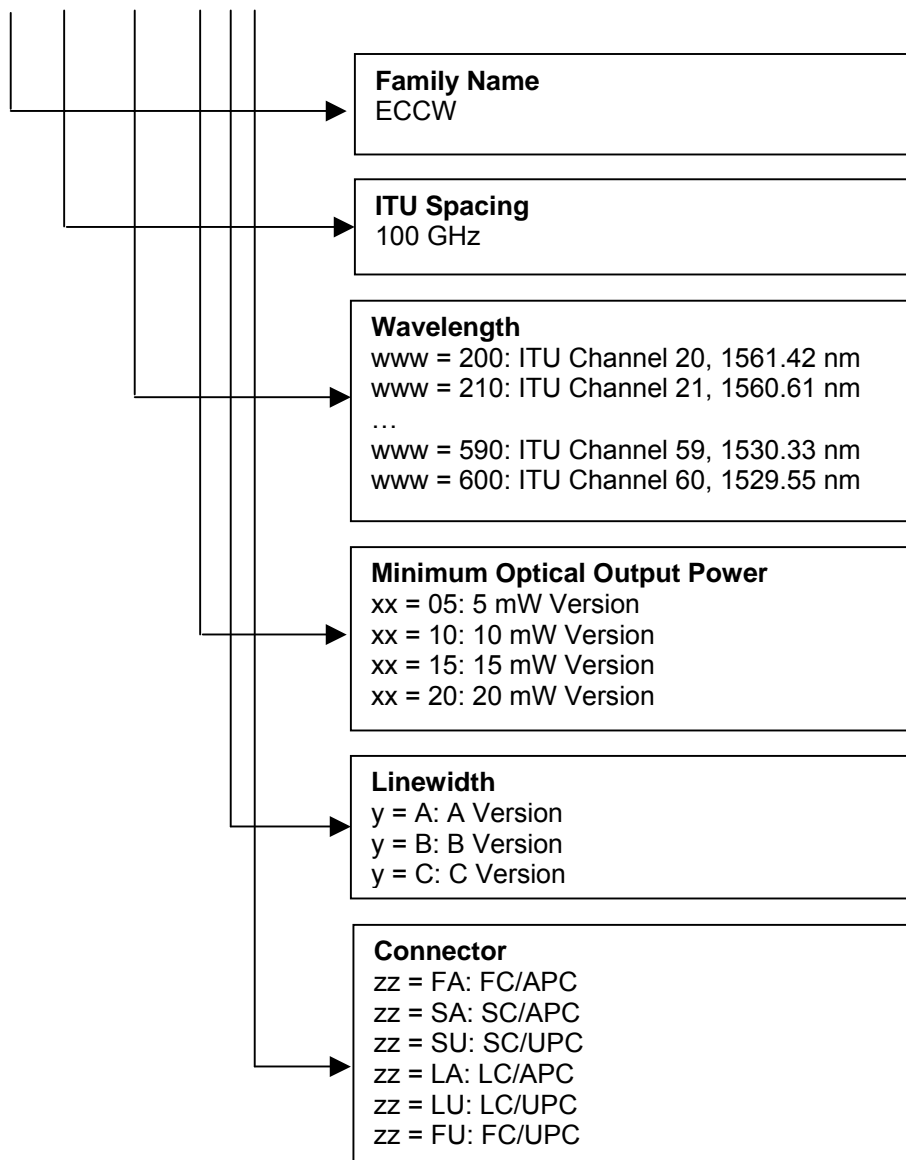 Family Name
ECCW
ITU Spacing
100 GHz
Wavelength
www = 200: ITU Channel 20, 1561.42 nm
www = 210: ITU Channel 21, 1560.61 nm
…
www = 590: ITU Channel 59, 1530.33 nm
www = 600: ITU Channel 60, 1529.55 nm
Minimum Optical Output Power
xx = 05: 5 mW Version
xx = 10: 10 mW Version
xx = 15: 15 mW Version
xx = 20: 20 mW Version
Linewidth
y = A: A Version
y = B: B Version
y = C: C Version
Connector
zz = FA: FC/APC
zz = SA: SC/APC
zz = SU: SC/UPC
zz = LA: LC/APC
zz = LU: LC/UPC
zz = FU: FC/UPC